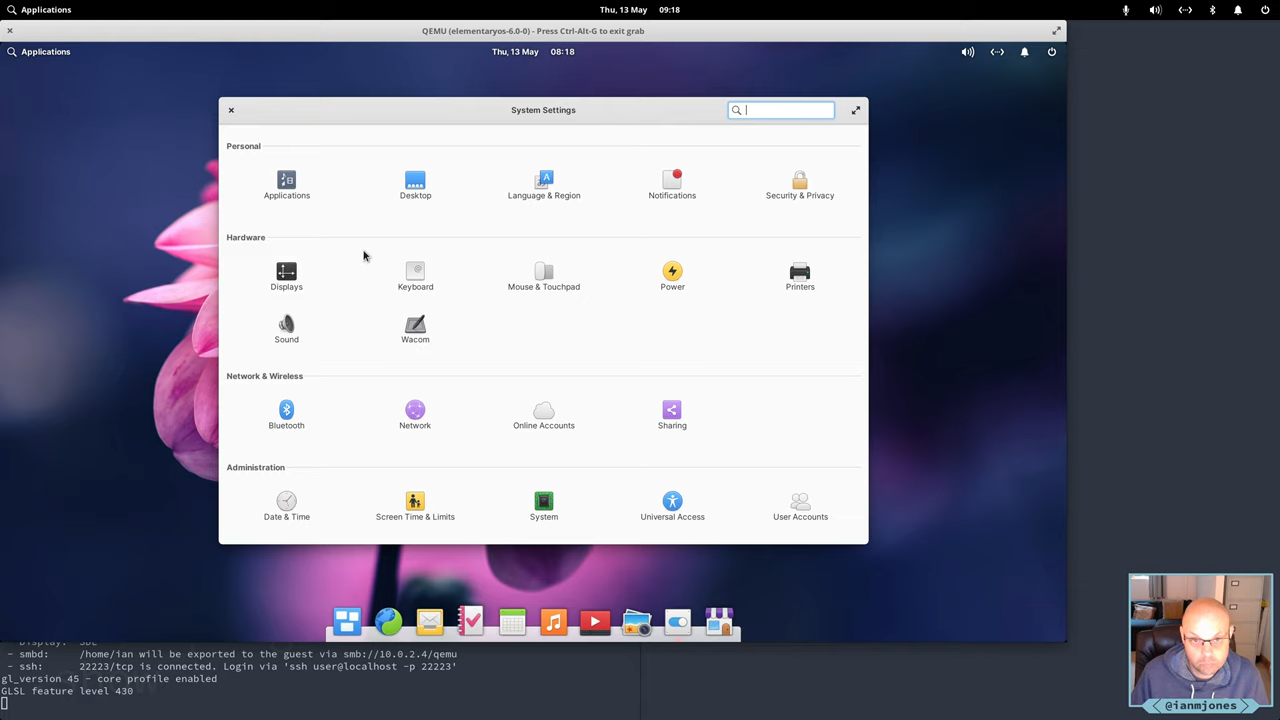 Applications
Thu, 13 May 09:18
QEMU (elementaryos-6.0-0) - Press Ctrl-Alt-G to exit grab
Applications
Thu, 13 May 08:18
System Settings
Personal
Applications
Desktop
Language & Region
Notifications
Security & Privacy
Hardware
Displays
Keyboard
Mouse & Touchpad
Power
Printers
Sound
Wacom
Network & Wireless
Bluetooth
Network
Online Accounts
Sharing
Administration
Date & Time
Screen Time & Limits
System
Universal Access
User Accounts
- Display: SDL
- smbd: /home/ian will be exported to the guest via smb://10.0.2.4/qemu
- ssh: 22223/tcp is connected. Login via 'ssh user@localhost -p 22223'
gl_version 45 - core profile enabled
GLSL feature level 430
@ianmjones